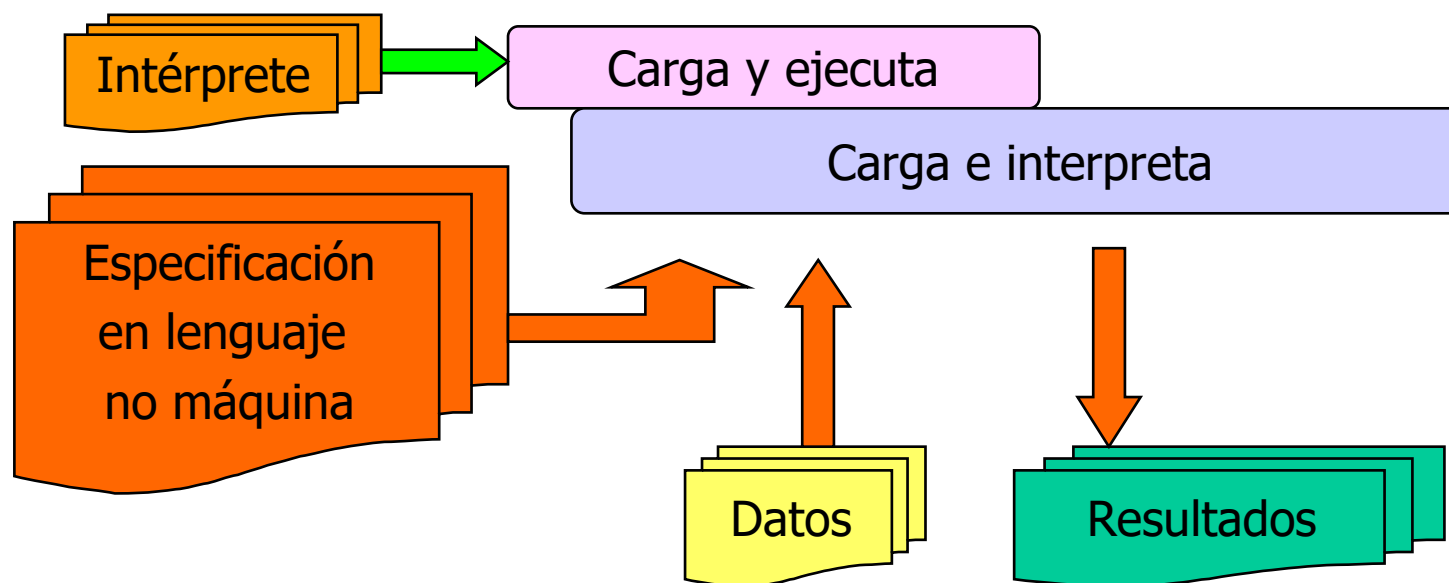 Intérprete
Carga y ejecuta
Carga e interpreta
Especificación
en lenguaje
no máquina
Datos
Resultados